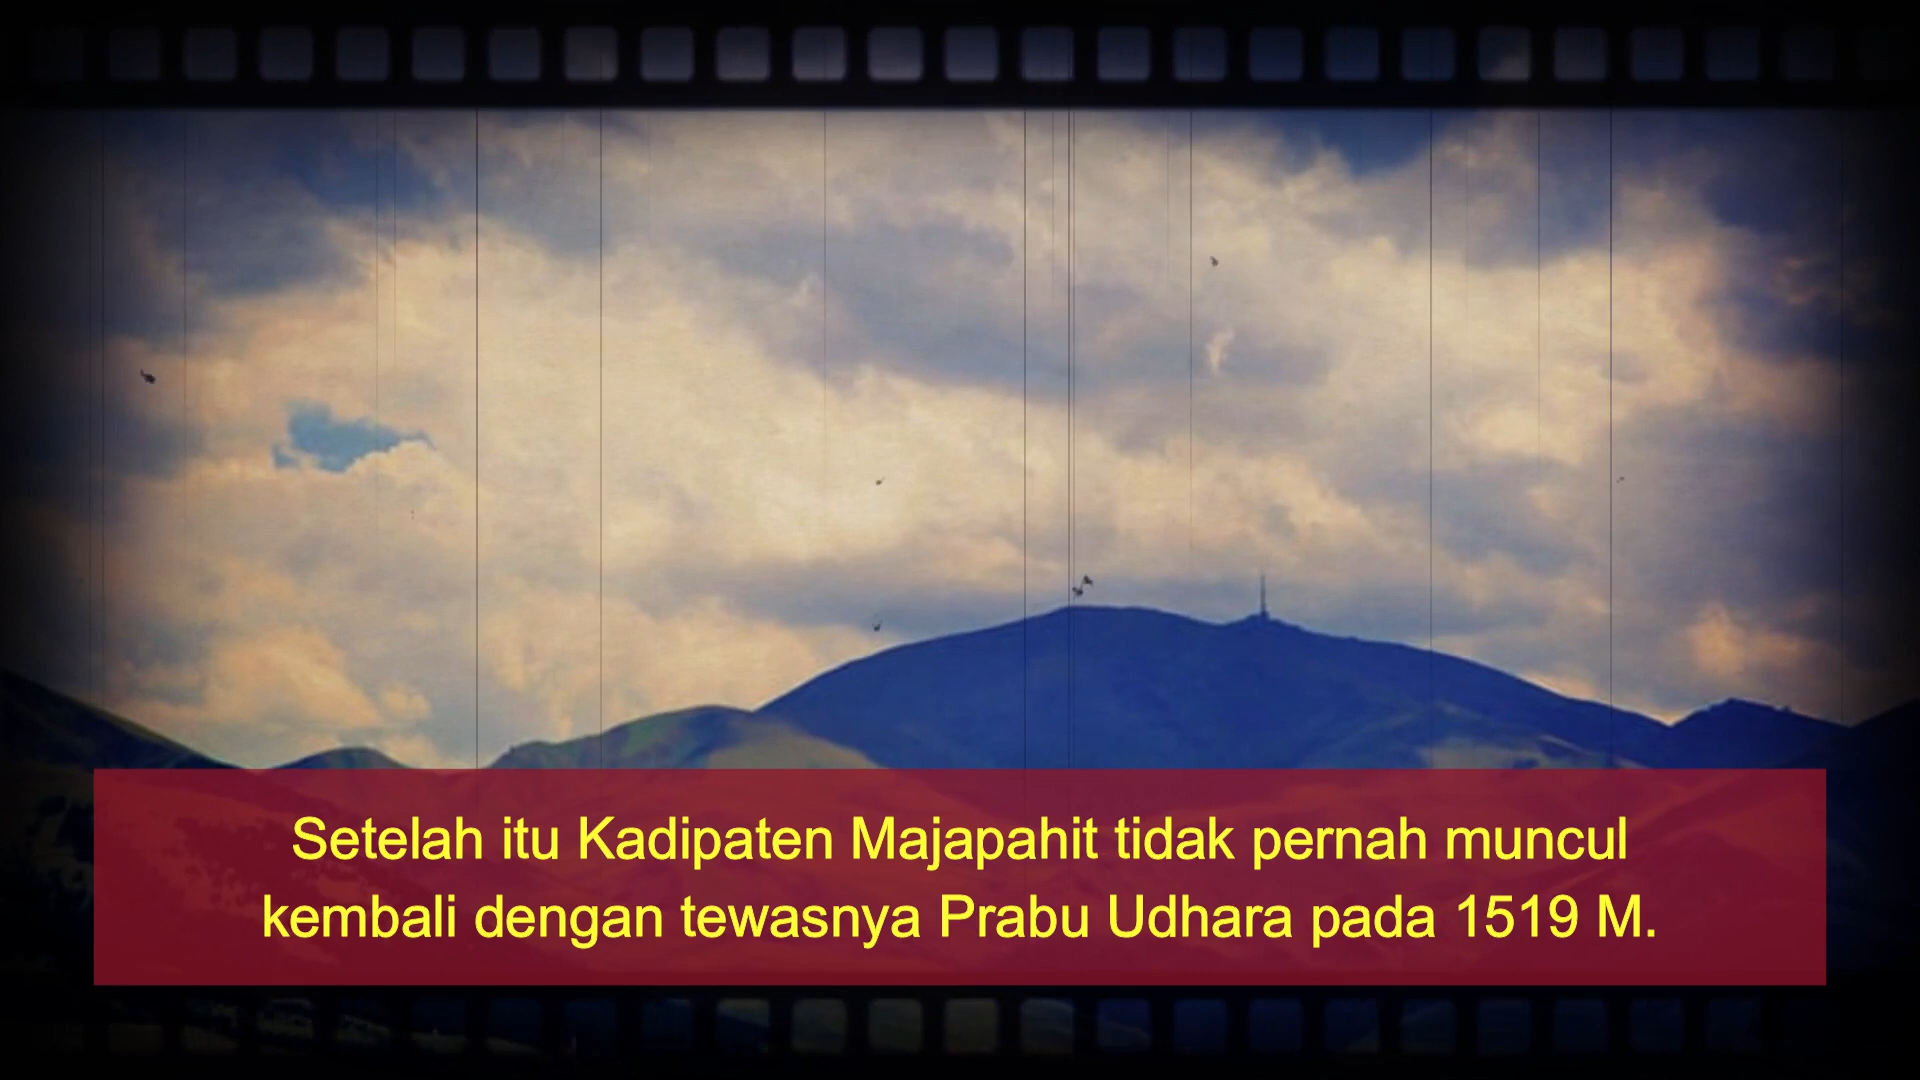 Setelah itu Kadipaten Majapahit tidak pernah muncul
kembali dengan tewasnya Prabu Udhara pada 1519 M.